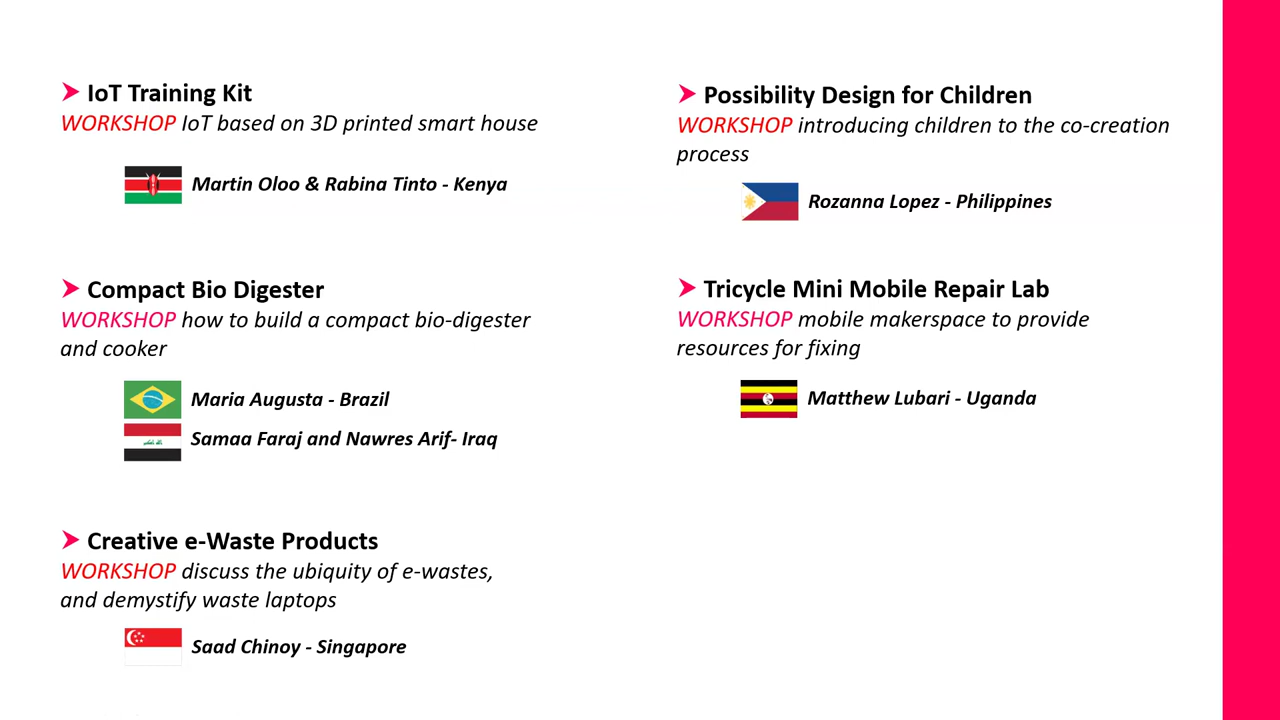 IoT Training Kit
WORKSHOP IoT based on 3D printed smart house
Martin Oloo & Rabina Tinto - Kenya
Compact Bio Digester
WORKSHOP how to build a compact bio-digester
and cooker
Maria Augusta - Brazil
Samaa Faraj and Nawres Arif- Iraq
Creative e-Waste Products
WORKSHOP discuss the ubiquity of e-wastes,
and demystify waste laptops
Saad Chinoy - Singapore
Possibility Design for Children
WORKSHOP introducing children to the co-creation
process
Rozanna Lopez - Philippines
Tricycle Mini Mobile Repair Lab
WORKSHOP mobile makerspace to provide
resources for fixing
Matthew Lubari - Uganda